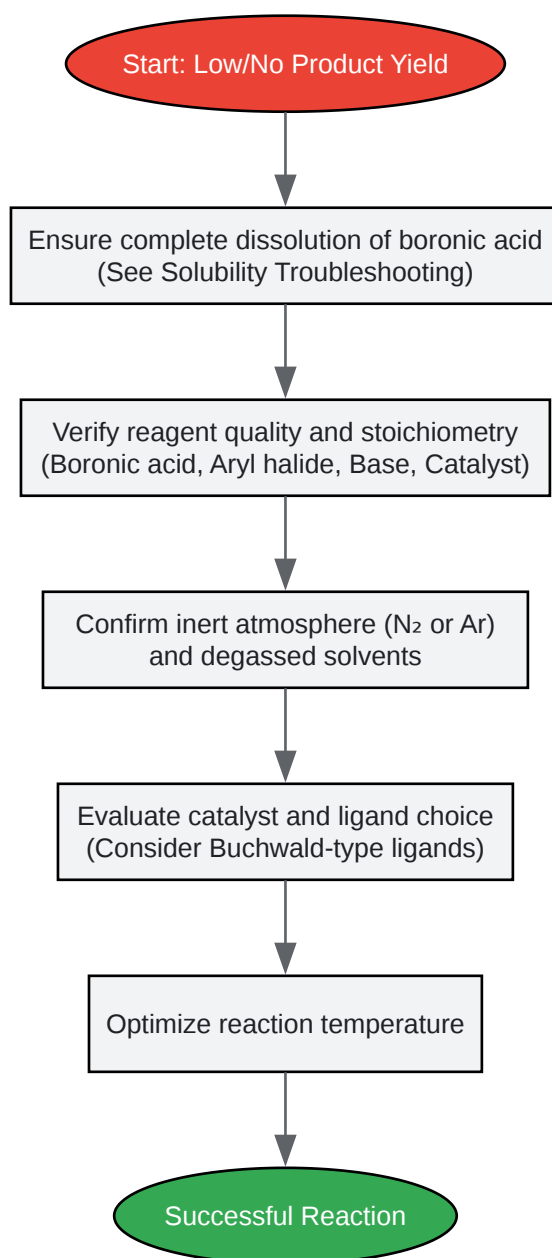 Start: Low/No Product Yield
Ensure complete dissolution of boronic acid
(See Solubility Troubleshooting)
Verify reagent quality and stoichiometry
(Boronic acid, Aryl halide, Base, Catalyst)
Confirm inert atmosphere (N₂ or Ar)
and degassed solvents
Evaluate catalyst and ligand choice
(Consider Buchwald-type ligands)
Optimize reaction temperature
Successful Reaction